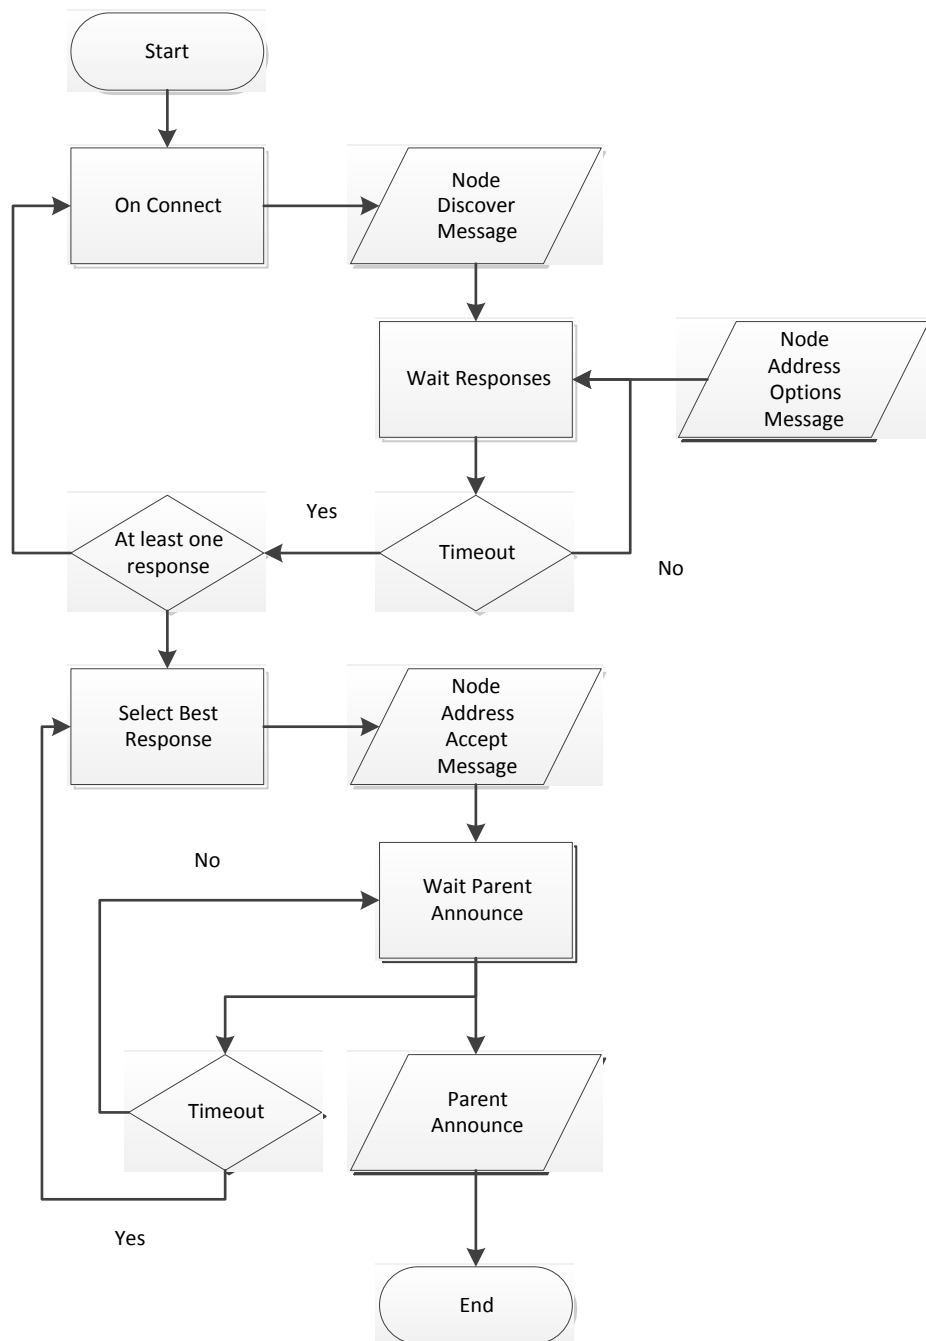 Start
On Connect
Node
Discover
Message
Wait Responses
Node
Address
Options
Message
Yes
At least one
response
Timeout
No
Select Best
Response
Node
Address
Accept
Message
No
Wait Parent
Announce
Timeout
Parent
Announce
Yes
End